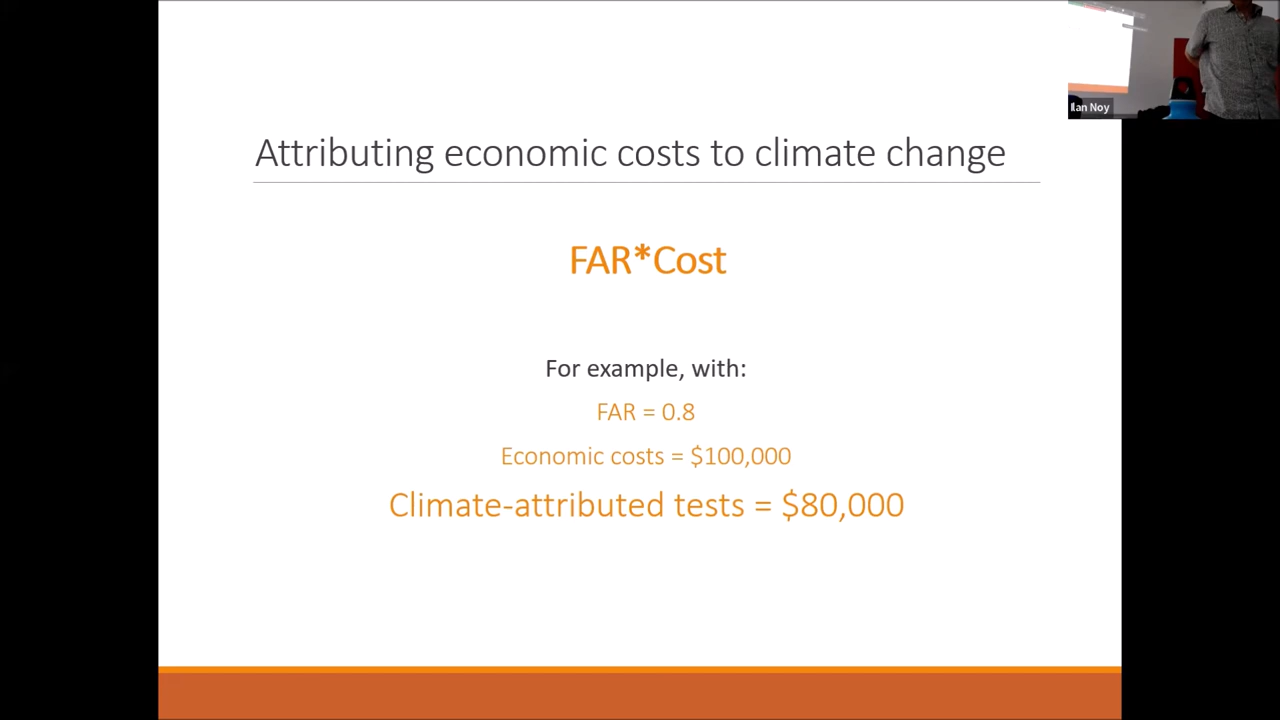 Ilan Noy
Attributing economic costs to climate change
FAR*Cost
For example, with:
FAR = 0.8
Economic costs = $100,000
Climate-attributed tests = $80,000